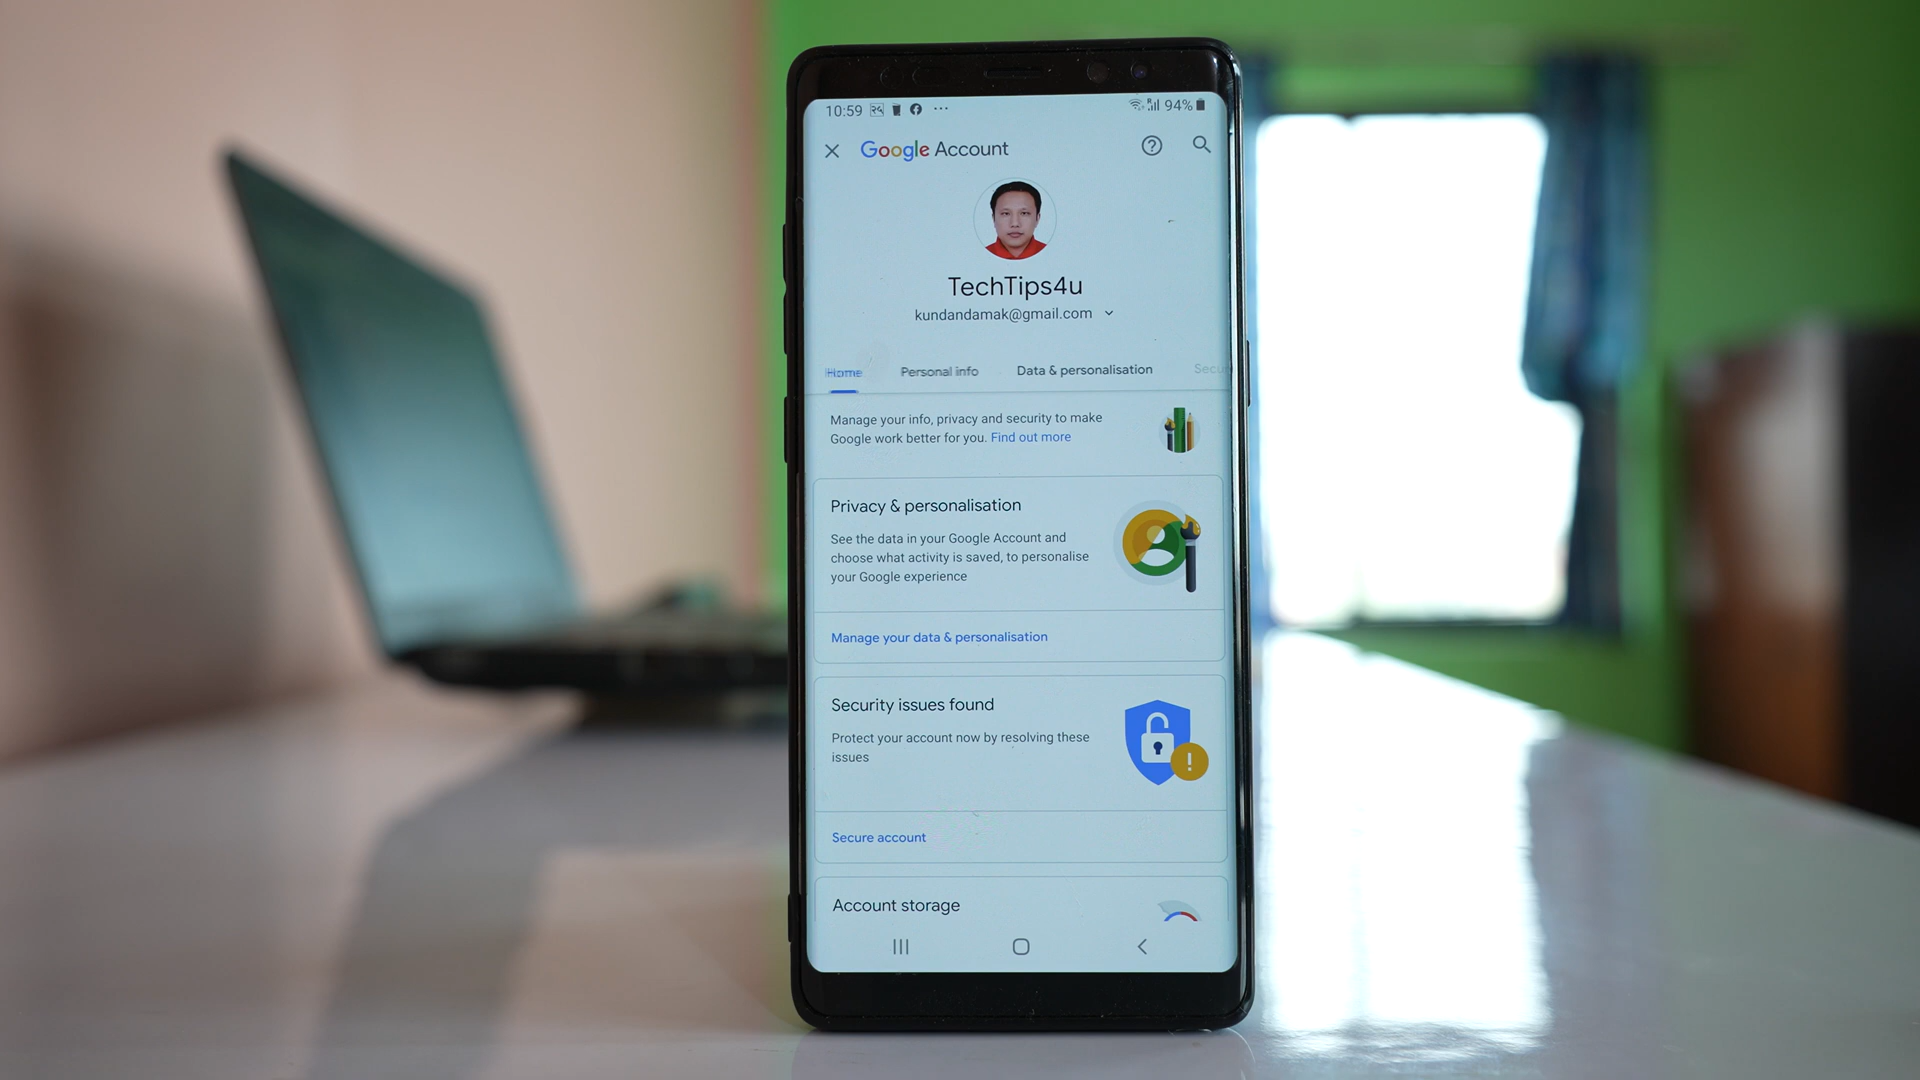 10:59 94%
Google Account
TechTips4u
kundandamak@gmail.com
Home Personal info Data & personalisation Secu
Manage your info, privacy and security to make
Google work better for you. Find out more
Privacy & personalisation
See the data in your Google Account and
choose what activity is saved, to personalise
your Google experience
Manage your data & personalisation
Security issues found
Protect your account now by resolving these
issues
Secure account
Account storage